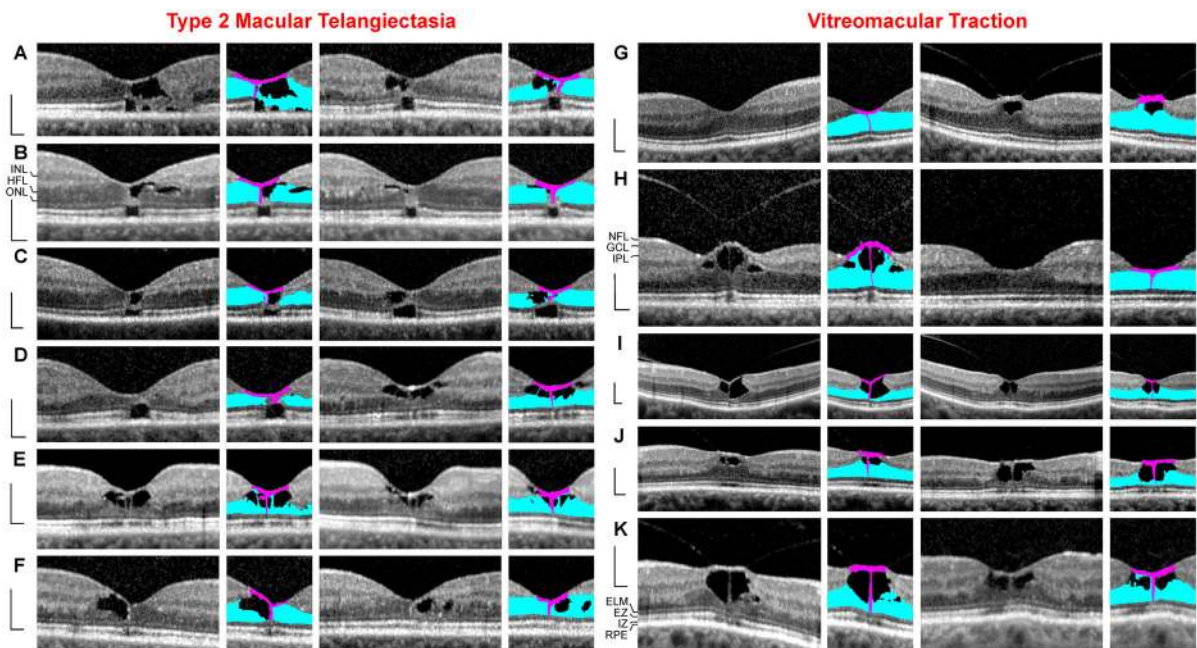 Type 2 Macular Telangiectasia
A
B
INL
HFL
ONL
C
D
E
F
Vitreomacular Traction
G
H
NFL
GCL
IPL
I
J
K
ELM
EZ
IZ
RPE